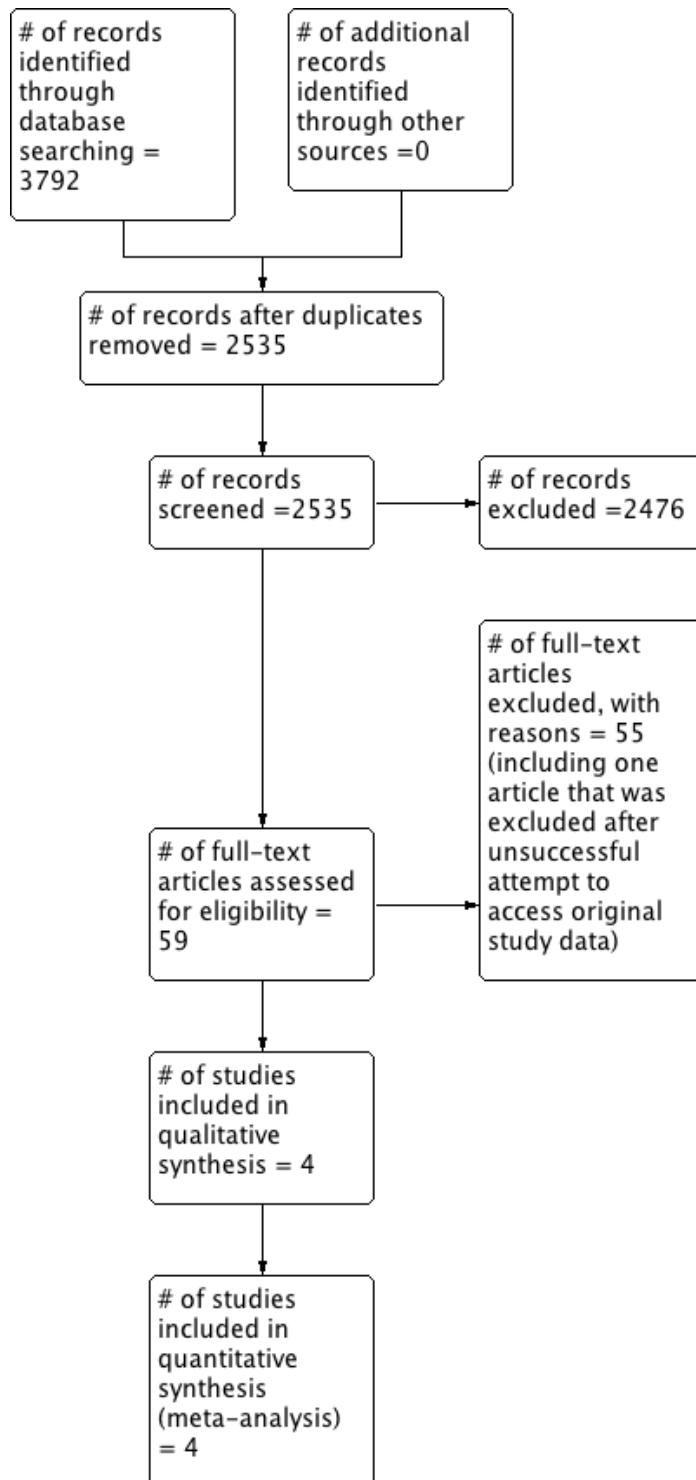 # of records
identified
through
database
searching =
3792
# of additional
records
identified
through other
sources =0
# of records after duplicates
removed = 2535
# of records
screened =2535
# of records
excluded =2476
# of full-text
articles
excluded, with
reasons = 55
(including one
article that was
excluded after
unsuccessful
attempt to
access original
study data)
# of full-text
articles assessed
for eligibility =
59
# of studies
included in
qualitative
synthesis = 4
# of studies
included in
quantitative
synthesis
(meta-analysis)
= 4